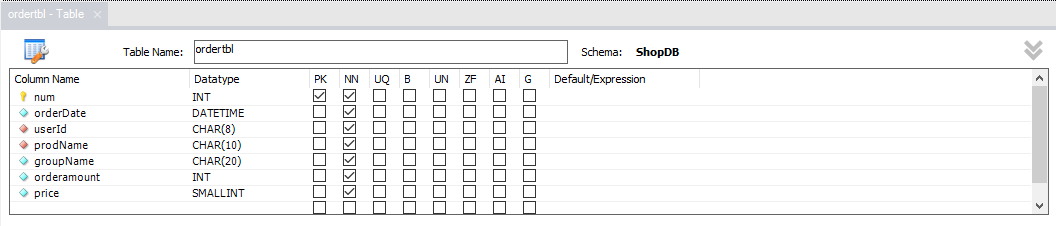 ordertbl - Table ×
Table Name: ordertbl Schema: ShopDB
Column Name Datatype PK NN UQ B UN ZF AI G Default/Expression
num INT
orderDate DATETIME
userId CHAR(8)
prodName CHAR(10)
groupName CHAR(20)
orderamount INT
price SMALLINT